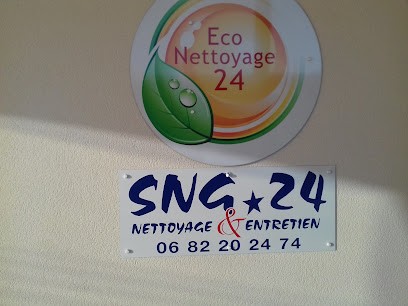 Eco
Nettoyage
24
SNG★24
NETTOYAGE & ENTRETIEN
06 82 20 24 74